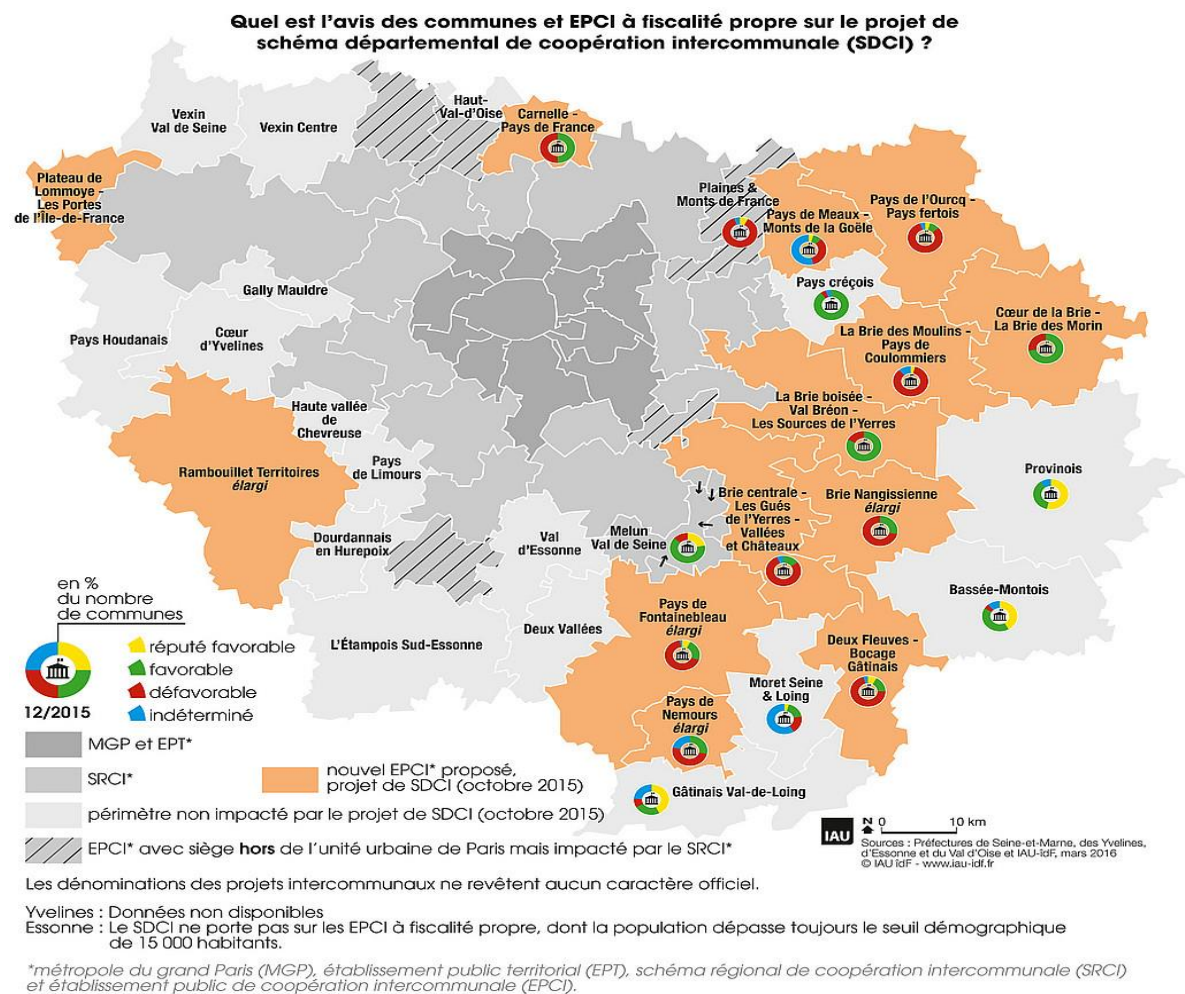 Quel est l'avis des communes et EPCI à fiscalité propre sur le projet de
schéma départemental de coopération intercommunale (SDCI) ?
Vexin
Val de Seine
Vexin Centre
Haut-
Val-d'Oise
Carnelle -
Pays de France
Plateau de
Lommoye -
Les Portes
de l'Île-de-France
Plaines &
Monts de France
Pays de Meaux -
Monts de la Goële
Pays de l'Ourcq -
Pays fertois
Gally Mauldre
Pays créçois
Pays Houdanais
Cœur
d'Yvelines
La Brie des Moulins -
Pays de
Coulommiers
Cœur de la Brie -
La Brie des Morin
Haute vallée
de
Chevreuse
La Brie boisée -
Val Bréon -
Les Sources de l'Yerres
Rambouillet Territoires
élargi
Pays
de Limours
Provinois
Dourdannais
en Hurepoix
Val
d'Essonne
Melun
Val de Seine
Brie centrale -
Les Gués
de l'Yerres -
Vallées
et Châteaux
Brie Nangissienne
élargi
Bassée-Montois
L'Étampois Sud-Essonne
Deux Vallées
Pays de
Fontainebleau
élargi
Deux Fleuves -
Bocage
Gâtinais
Moret Seine
& Loing
Pays de
Nemours
élargi
Gâtinais Val-de-Loing
en %
du nombre
de communes
réputé favorable
favorable
défavorable
indéterminé
12/2015
MGP et EPT*
SRCI*
nouvel EPCI* proposé,
projet de SDCI (octobre 2015)
périmètre non impacté par le projet de SDCI (octobre 2015)
EPCI* avec siège hors de l'unité urbaine de Paris mais impacté par le SRCI*
IAU
N 0 10 km
Sources : Préfectures de Seine-et-Marne, des Yvelines,
d'Essonne et du Val d'Oise et IAU-îdF, mars 2016
© IAU îdF - www.iau-idf.fr
Les dénominations des projets intercommunaux ne revêtent aucun caractère officiel.
Yvelines : Données non disponibles
Essonne : Le SDCI ne porte pas sur les EPCI à fiscalité propre, dont la population dépasse toujours le seuil démographique
de 15 000 habitants.
*métropole du grand Paris (MGP), établissement public territorial (EPT), schéma régional de coopération intercommunale (SRCI)
et établissement public de coopération intercommunale (EPCI).